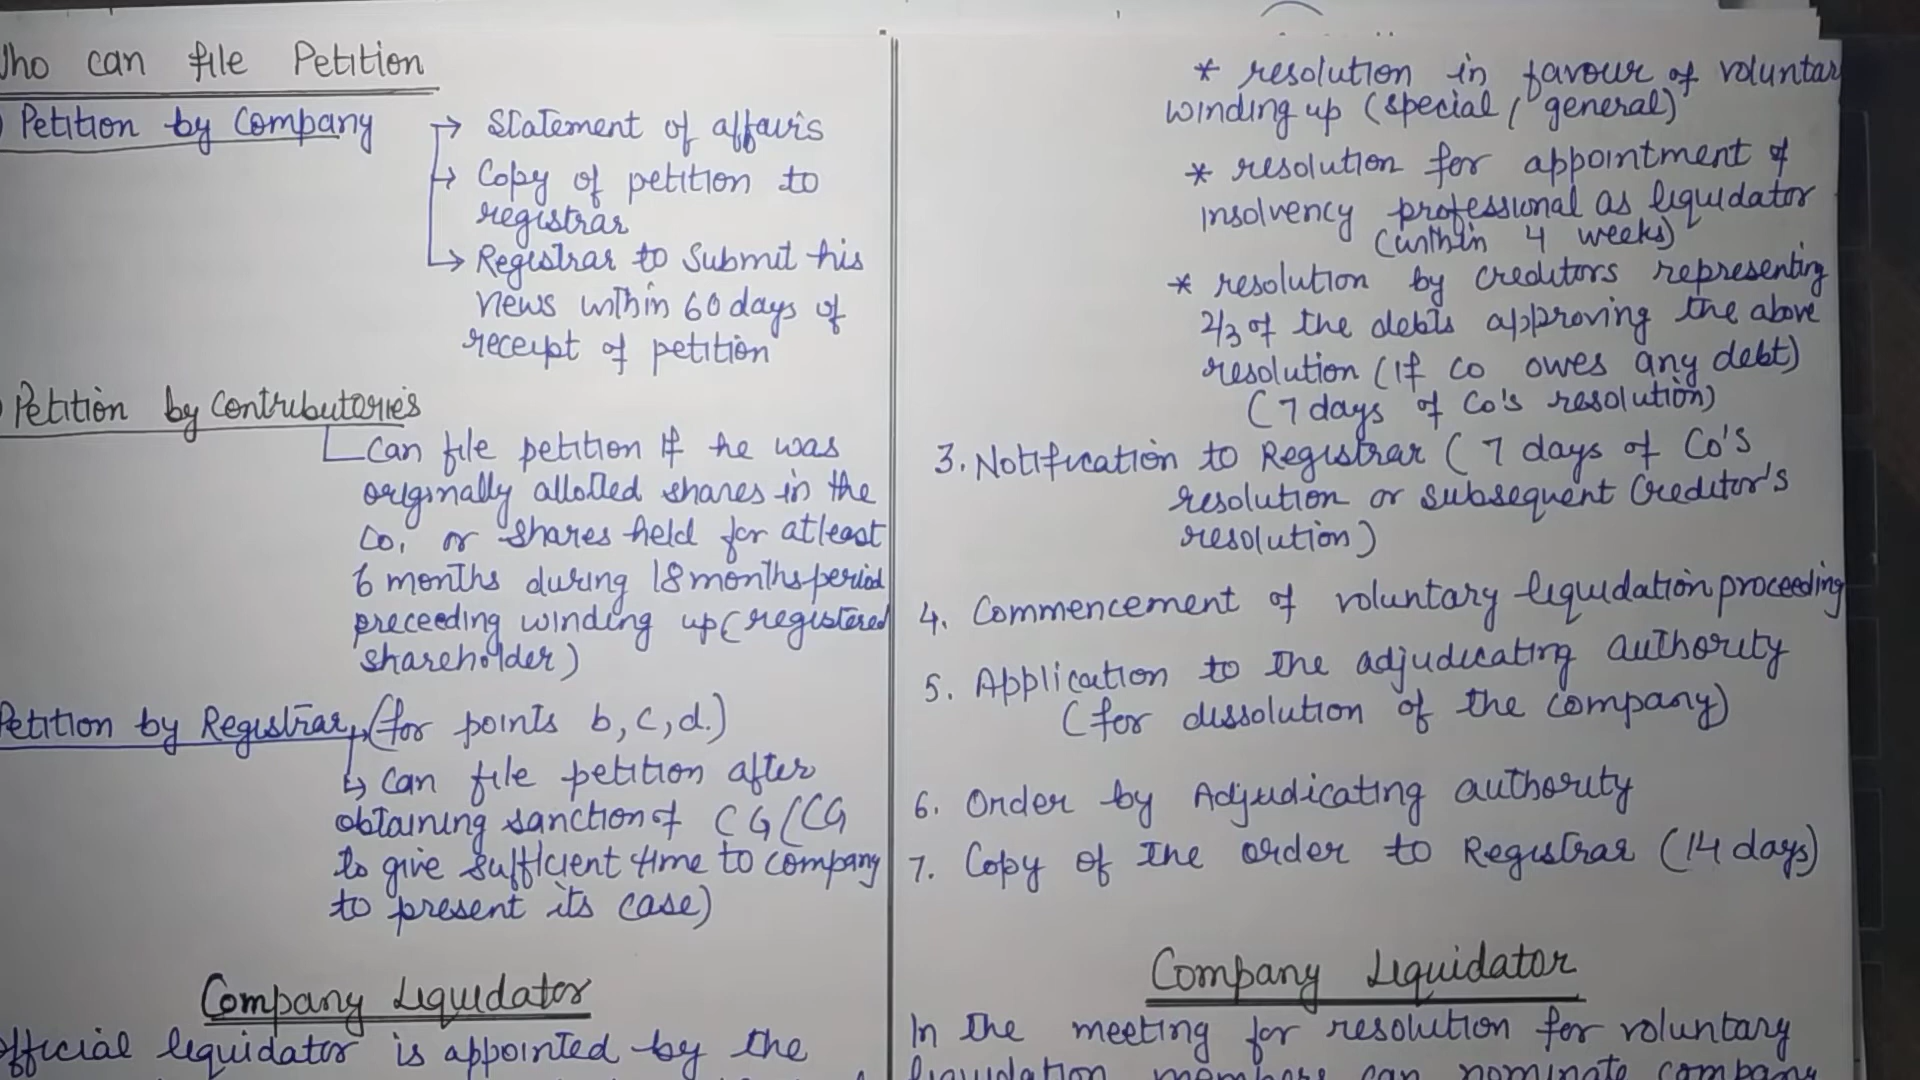 Who can file Petition
Petition by Company
→ Statement of affairs
→ Copy of petition to
registrar
→ Registrar to submit his
views within 60 days of
receipt of petition
Petition by Contributories
can file petition if he was
originally allotted shares in the
Co, or shares held for atleast
6 months during 18 months period
preceeding winding up (registered
shareholder)
Petition by Registrar, (for points b, c, d.)
↳ can file petition after
obtaining sanction of CG (CG
to give sufficient time to company
to present its case)
Company Liquidator
Official liquidator is appointed by the
* resolution in favour of voluntar
winding up (special / general)
* resolution for appointment of
insolvency professional as liquidator
(within 4 weeks)
* resolution by creditors representing
2/3 of the debts approving the above
resolution (if co owes any debt)
(7 days of Co's resolution)
3. Notification to Registrar (7 days of Co's
resolution or subsequent Creditor's
resolution)
4. Commencement of voluntary liquidation proceeding
5. Application to the adjudicating authority
(for dissolution of the company)
6. Order by Adjudicating authority
7. Copy of the order to Registrar (14 days)
Company Liquidator
In the meeting for resolution for voluntary
liquidation members can nominate company